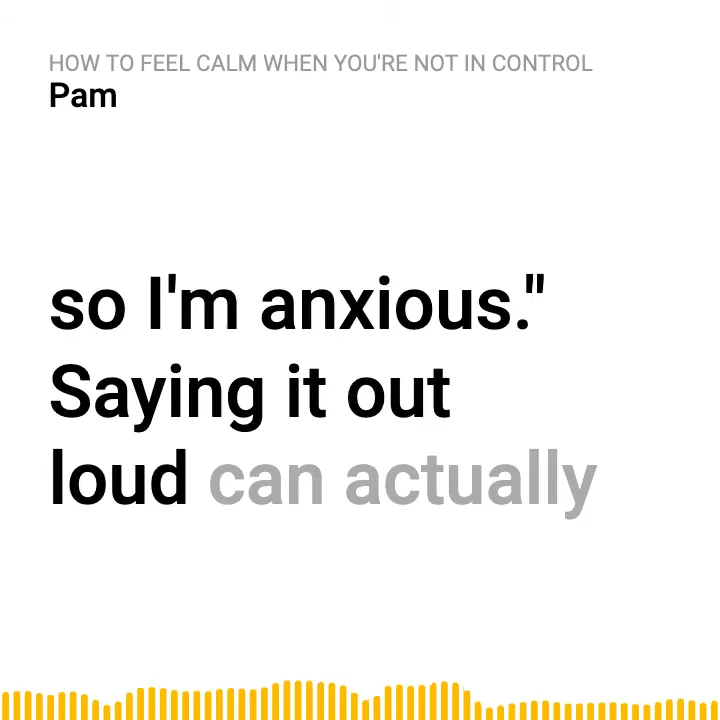 HOW TO FEEL CALM WHEN YOU'RE NOT IN CONTROL
Pam
so I'm anxious."
Saying it out
loud can actually